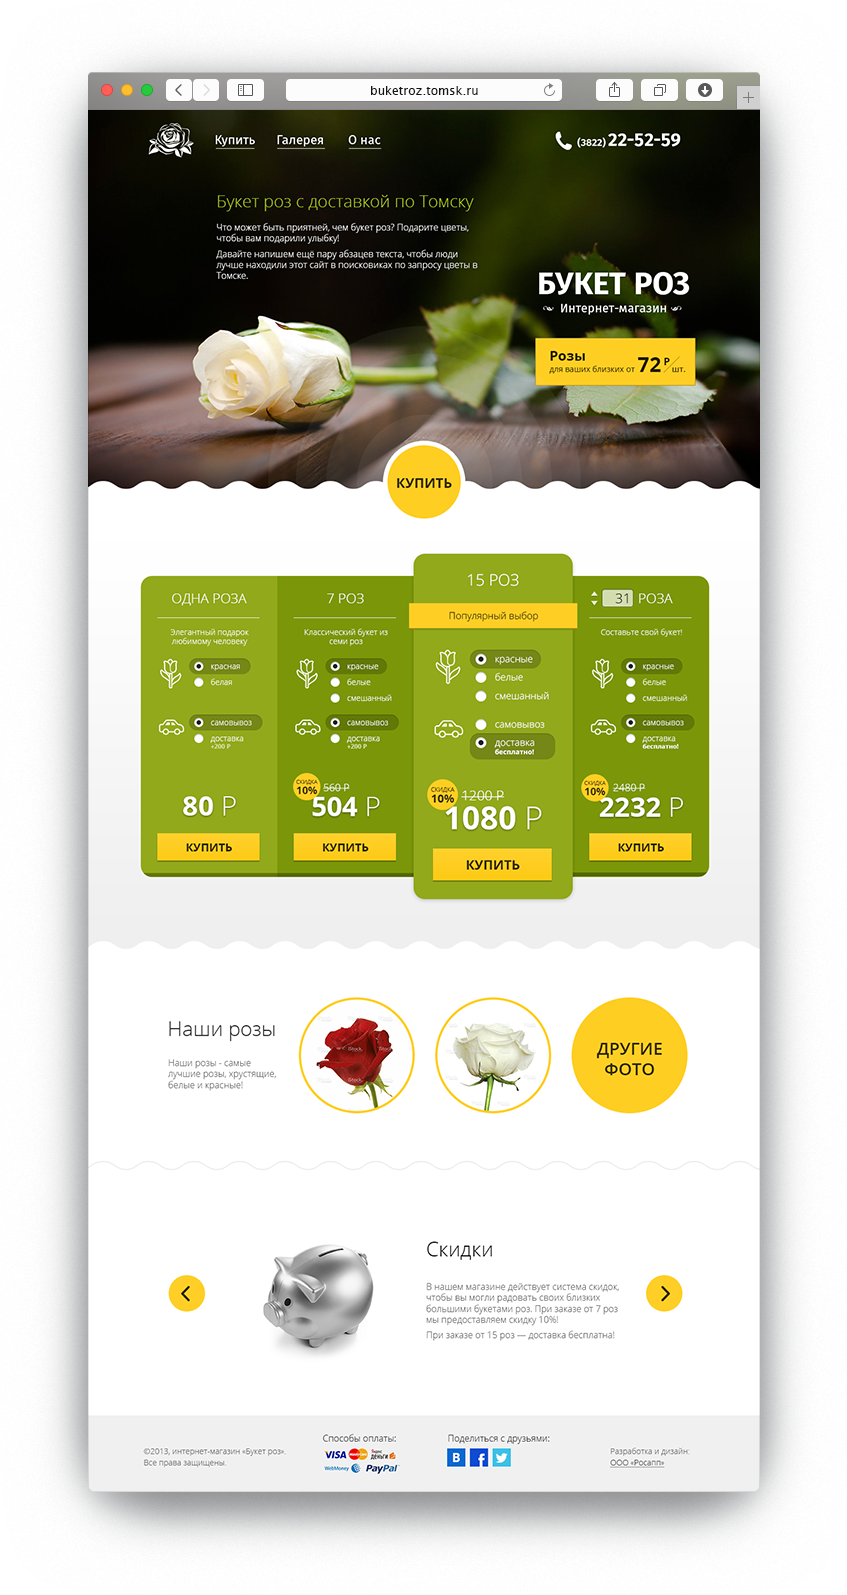 buketroz.tomsk.ru
Купить Галерея О нас
(3822) 22-52-59
Букет роз с доставкой по Томску
Что может быть приятней, чем букет роз? Подарите цветы,
чтобы вам подарили улыбку!
Давайте напишем ещё пару абзацев текста, чтобы люди
лучше находили этот сайт в поисковиках по запросу цветы в
Томске.
БУКЕТ РОЗ
Интернет-магазин
Розы
для ваших близких от 72 Р/шт.
КУПИТЬ
ОДНА РОЗА
Элегантный подарок
любимому человеку
красная
белая
самовывоз
доставка
+200 Р
80 Р
КУПИТЬ
7 РОЗ
Классический букет из
семи роз
красные
белые
смешанный
самовывоз
доставка
+200 Р
СКИДКА
10%
560 Р
504 Р
КУПИТЬ
15 РОЗ
Популярный выбор
красные
белые
смешанный
самовывоз
доставка
бесплатно!
СКИДКА
10%
1200 Р
1080 Р
КУПИТЬ
31 РОЗА
Составьте свой букет!
красные
белые
смешанный
самовывоз
доставка
бесплатно!
СКИДКА
10%
2480 Р
2232 Р
КУПИТЬ
Наши розы
Наши розы - самые
лучшие розы, хрустящие,
белые и красные!
ДРУГИЕ
ФОТО
Скидки
В нашем магазине действует система скидок,
чтобы вы могли радовать своих близких
большими букетами роз. При заказе от 7 роз
мы предоставляем скидку 10%!
При заказе от 15 роз — доставка бесплатна!
©2013, интернет-магазин «Букет роз».
Все права защищены.
Способы оплаты:
VISA MasterCard Яндекс ДЕНЬГИ
WebMoney PayPal
Поделиться с друзьями:
В f
Разработка и дизайн:
ООО «Росапп»